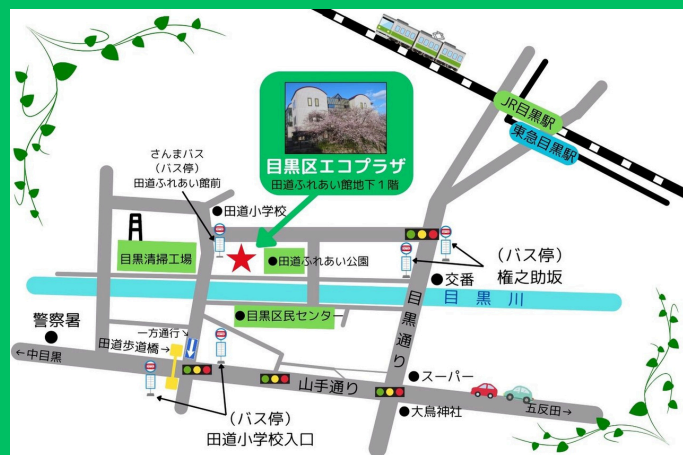 JR目黒駅
東急目黒駅
目黒区エコプラザ
田道ふれあい館地下1階
さんまバス
(バス停)
田道ふれあい館前
●田道小学校
目黒清掃工場
●田道ふれあい公園
(バス停)
権之助坂
●交番
目黒川
目黒通り
●目黒区民センター
警察署
一方通行↘
田道歩道橋→
←中目黒
山手通り
●スーパー
●大鳥神社
五反田→
(バス停)
田道小学校入口